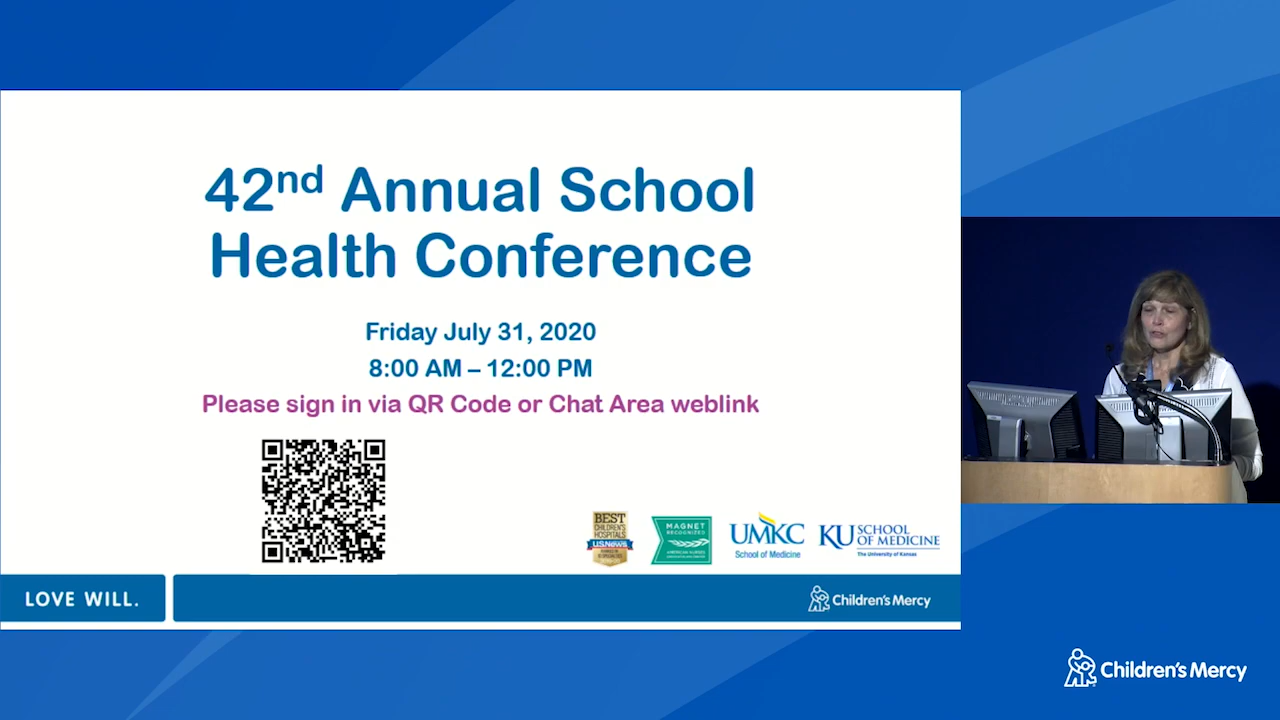 42nd Annual School
Health Conference
Friday July 31, 2020
8:00 AM – 12:00 PM
Please sign in via QR Code or Chat Area weblink
BEST
CHILDREN'S
HOSPITALS
U.S. News
MAGNET
RECOGNIZED
AMERICAN NURSES
UMKC
School of Medicine
KU SCHOOL
OF MEDICINE
The University of Kansas
LOVE WILL.
Children's Mercy
Children's Mercy